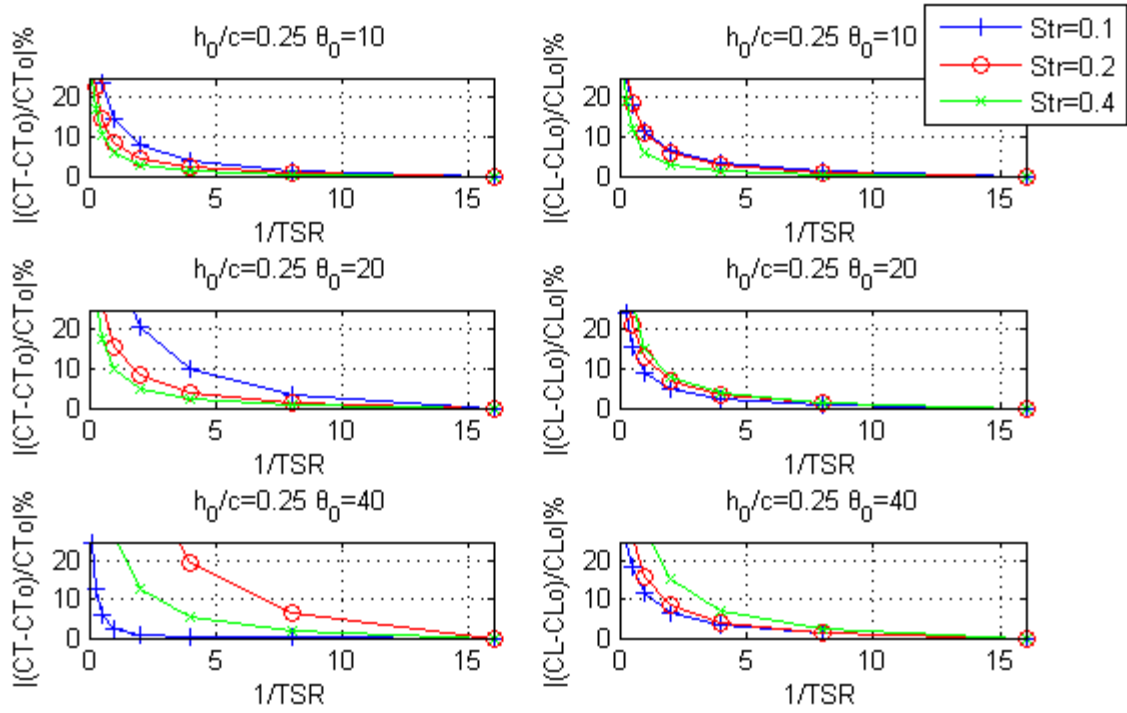 h0/c=0.25 θ0=10
|(CT-CTo)/CTo|%
20
10
0
0 5 10 15
1/TSR
h0/c=0.25 θ0=10
|(CL-CLo)/CLo|%
20
10
0
0 5 10 15
1/TSR
Str=0.1
Str=0.2
Str=0.4
h0/c=0.25 θ0=20
|(CT-CTo)/CTo|%
20
10
0
0 5 10 15
1/TSR
h0/c=0.25 θ0=20
|(CL-CLo)/CLo|%
20
10
0
0 5 10 15
1/TSR
h0/c=0.25 θ0=40
|(CT-CTo)/CTo|%
20
10
0
0 5 10 15
1/TSR
h0/c=0.25 θ0=40
|(CL-CLo)/CLo|%
20
10
0
0 5 10 15
1/TSR